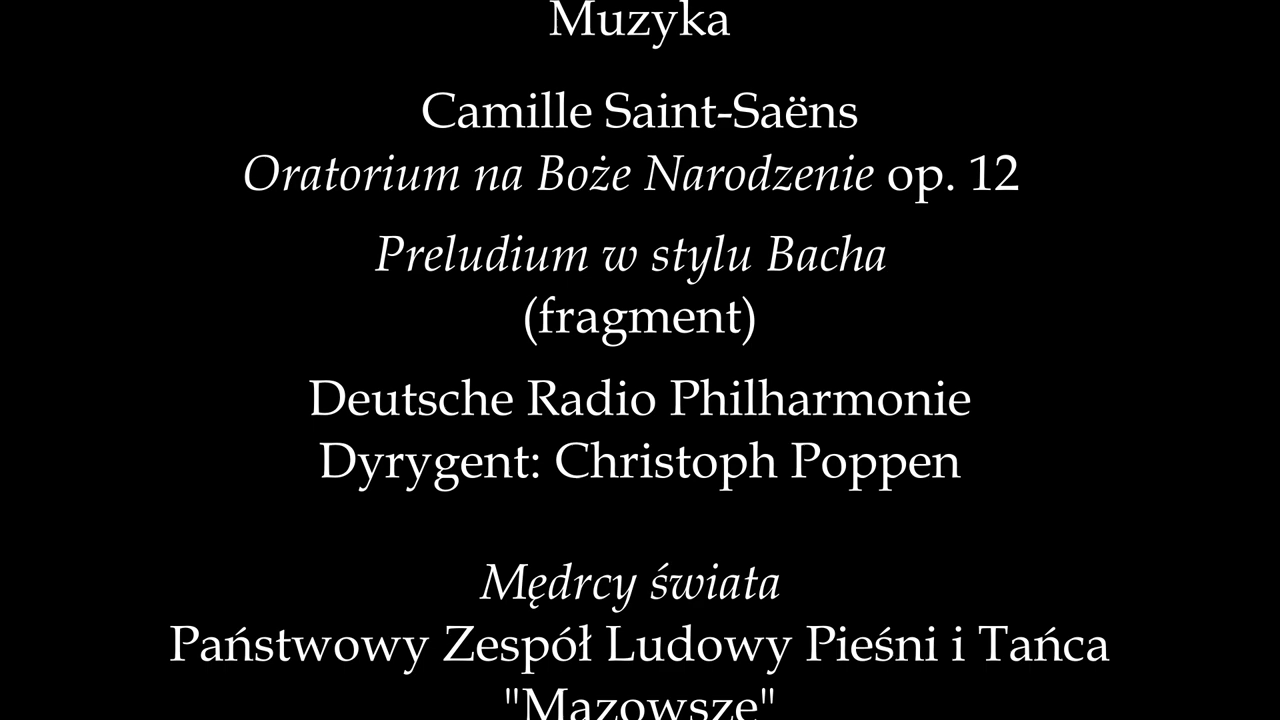 Muzyka
Camille Saint-Saëns
Oratorium na Boże Narodzenie op. 12
Preludium w stylu Bacha
(fragment)
Deutsche Radio Philharmonie
Dyrygent: Christoph Poppen
Mędrcy świata
Państwowy Zespół Ludowy Pieśni i Tańca
"Mazowsze"